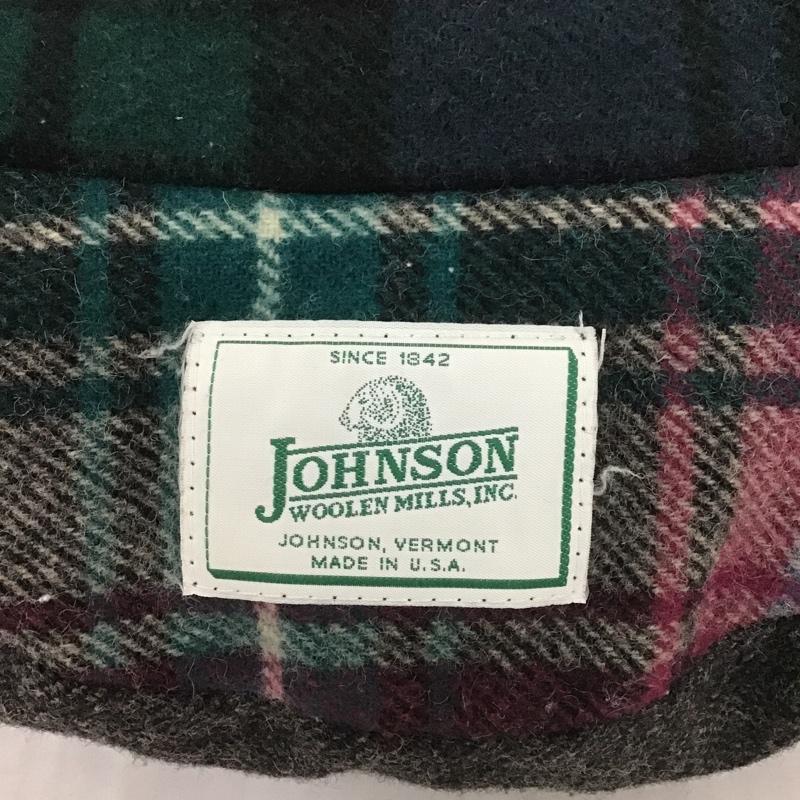 SINCE 1842
JOHNSON
WOOLEN MILLS, INC.
JOHNSON, VERMONT
MADE IN U.S.A.